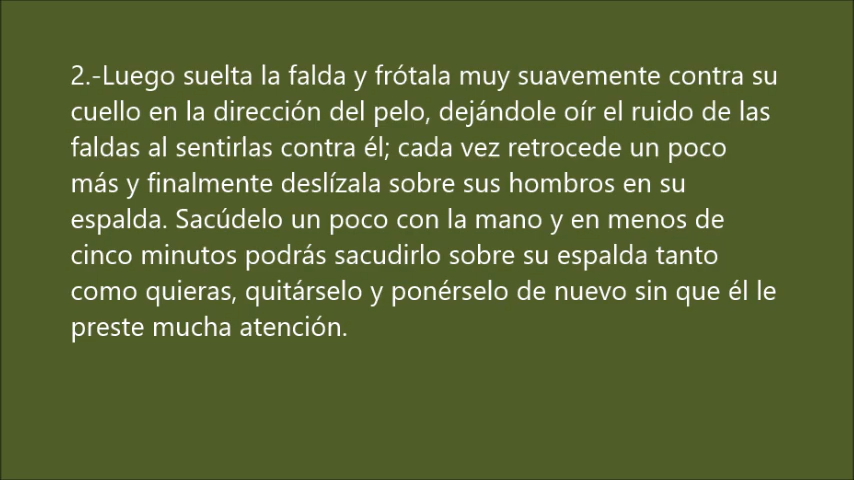 2.-Luego suelta la falda y frótala muy suavemente contra su
cuello en la dirección del pelo, dejándole oír el ruido de las
faldas al sentirlas contra él; cada vez retrocede un poco
más y finalmente deslízala sobre sus hombros en su
espalda. Sacúdelo un poco con la mano y en menos de
cinco minutos podrás sacudirlo sobre su espalda tanto
como quieras, quitárselo y ponérselo de nuevo sin que él le
preste mucha atención.